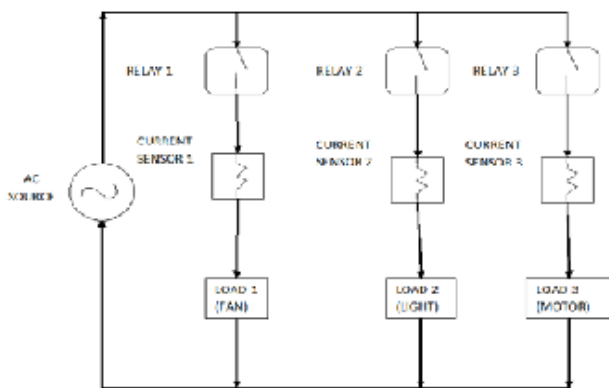 RELAY 1
RELAY 2
RELAY 3
CURRENT
SENSOR 1
CURRENT
SENSOR 2
CURRENT
SENSOR 3
AC
SOURCE
LOAD 1
(FAN)
LOAD 2
(LIGHT)
LOAD 3
(MOTOR)